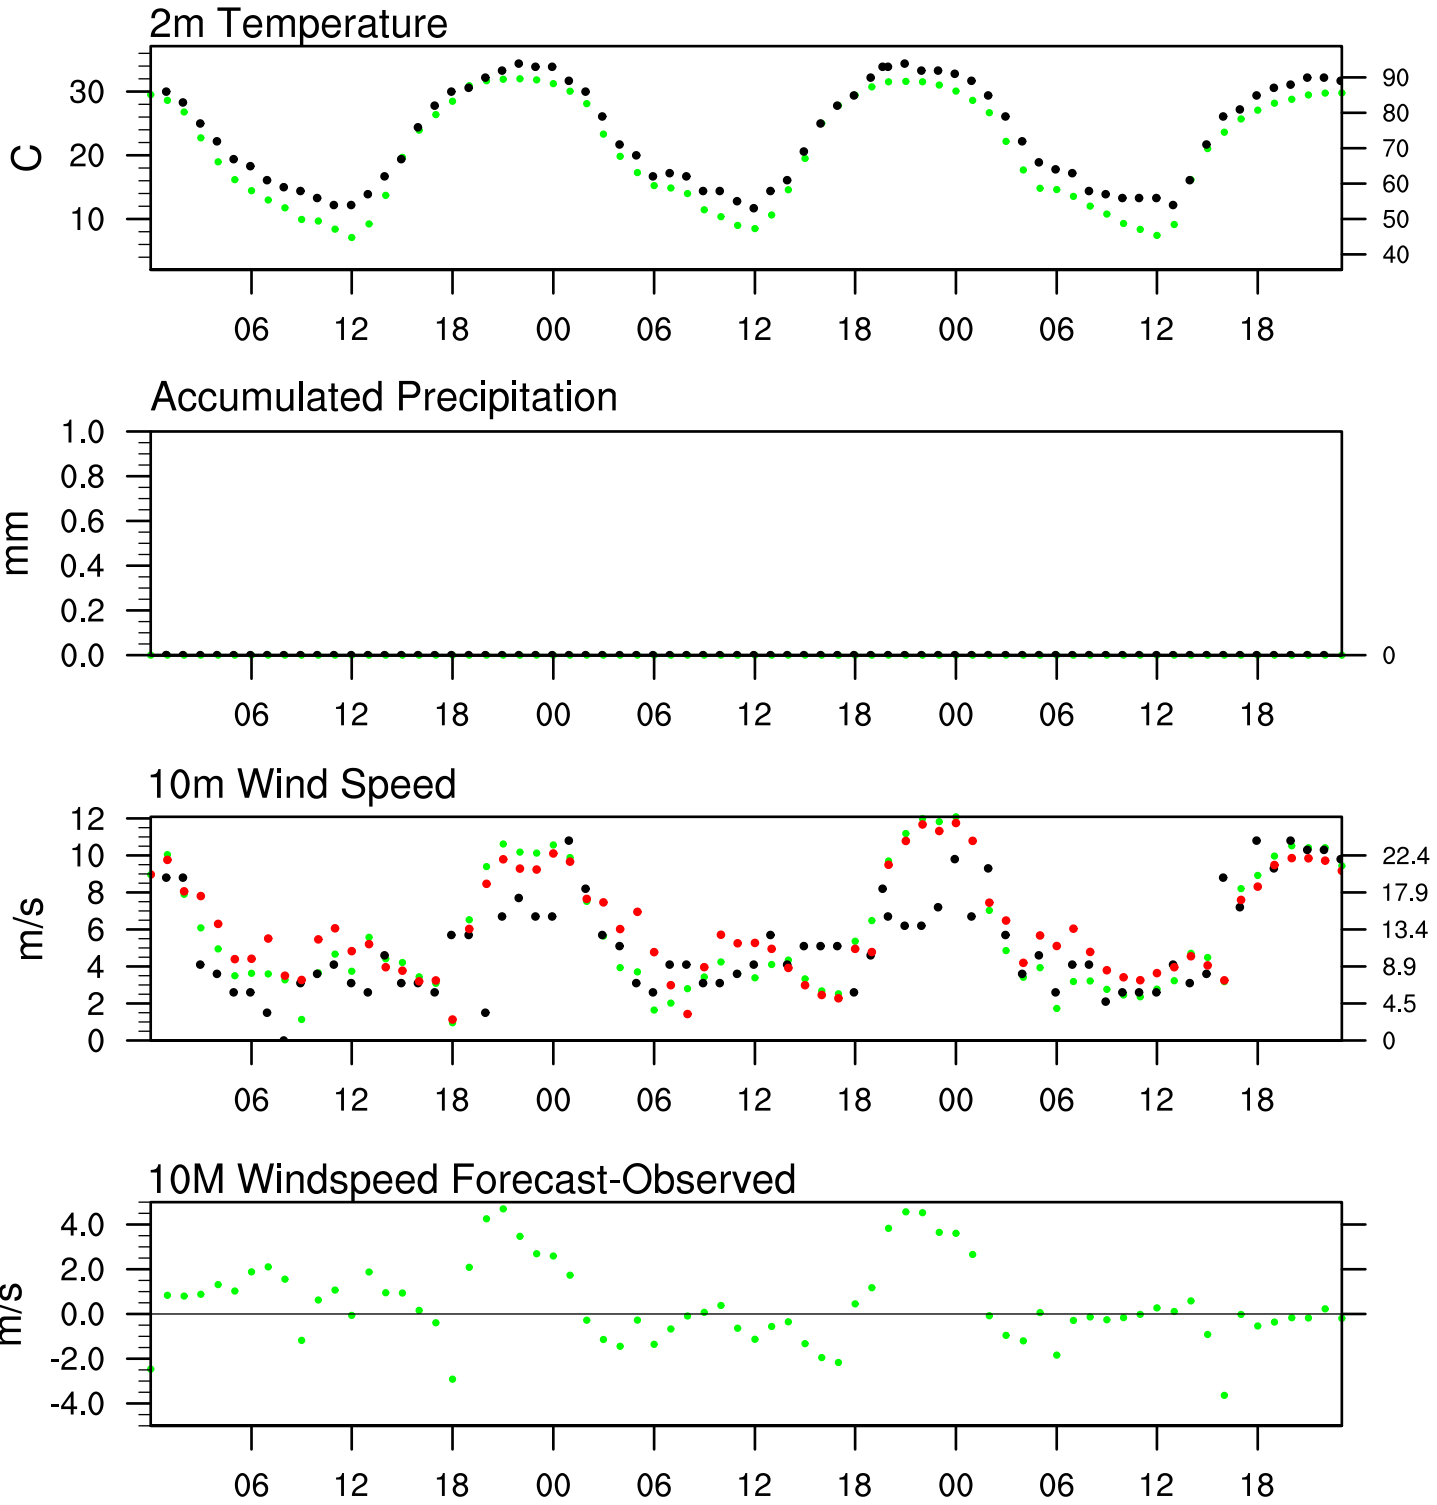 2m Temperature
C
30
20
10
90
80
70
60
50
40
06 12 18 00 06 12 18 00 06 12 18
Accumulated Precipitation
mm
1.0
0.8
0.6
0.4
0.2
0.0
0
06 12 18 00 06 12 18 00 06 12 18
10m Wind Speed
m/s
12
10
8
6
4
2
0
22.4
17.9
13.4
8.9
4.5
0
06 12 18 00 06 12 18 00 06 12 18
10M Windspeed Forecast-Observed
m/s
4.0
2.0
0.0
-2.0
-4.0
06 12 18 00 06 12 18 00 06 12 18